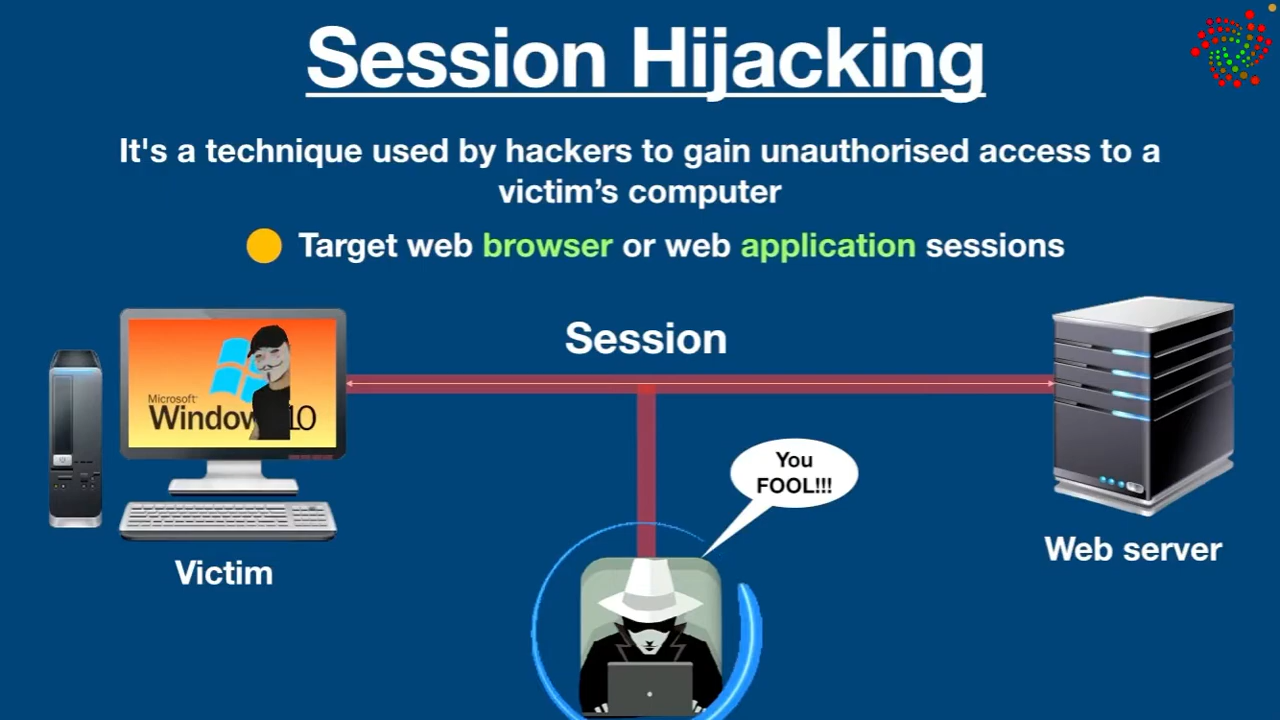 Session Hijacking
It's a technique used by hackers to gain unauthorised access to a
victim's computer
Target web browser or web application sessions
Session
Microsoft
10
You
FOOL!!!
Web server
Victim